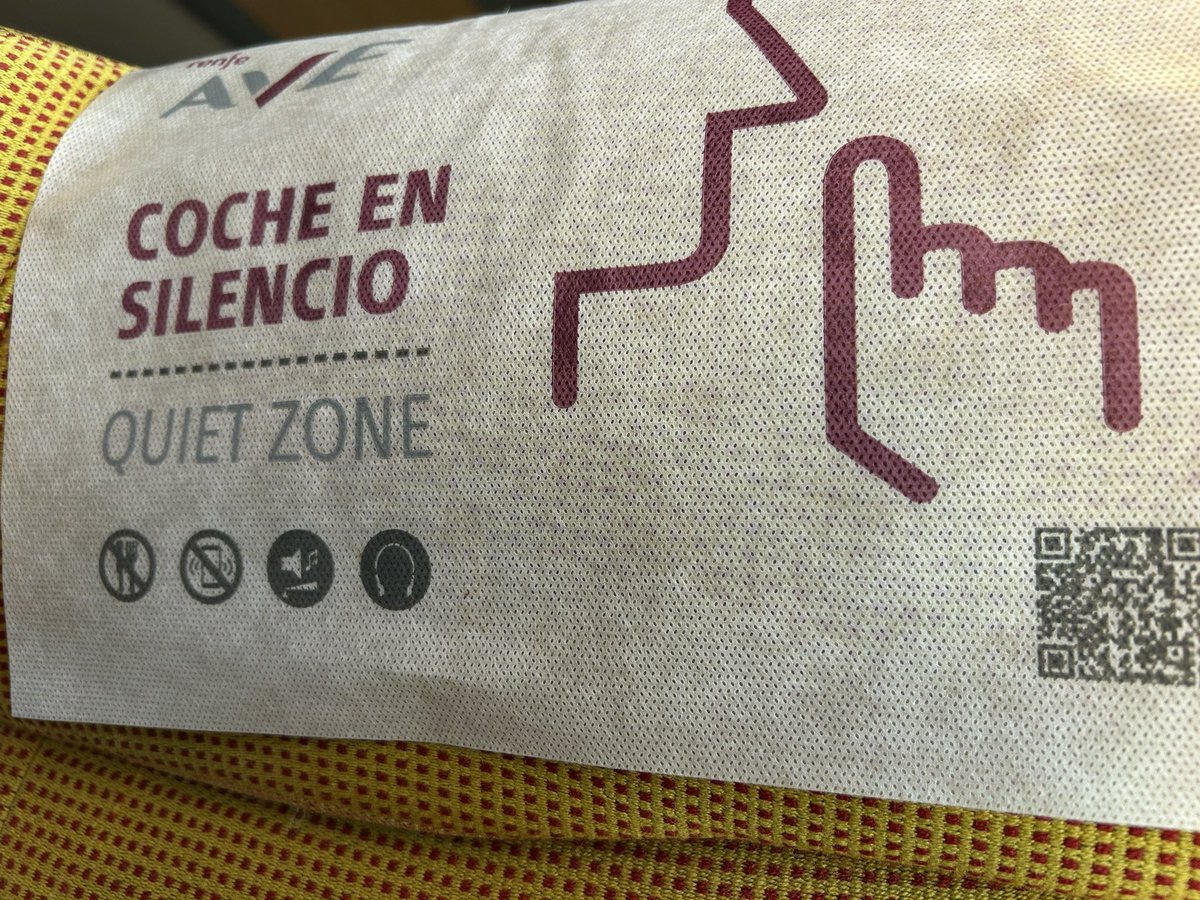 renfe
AVE
COCHE EN
SILENCIO
QUIET ZONE